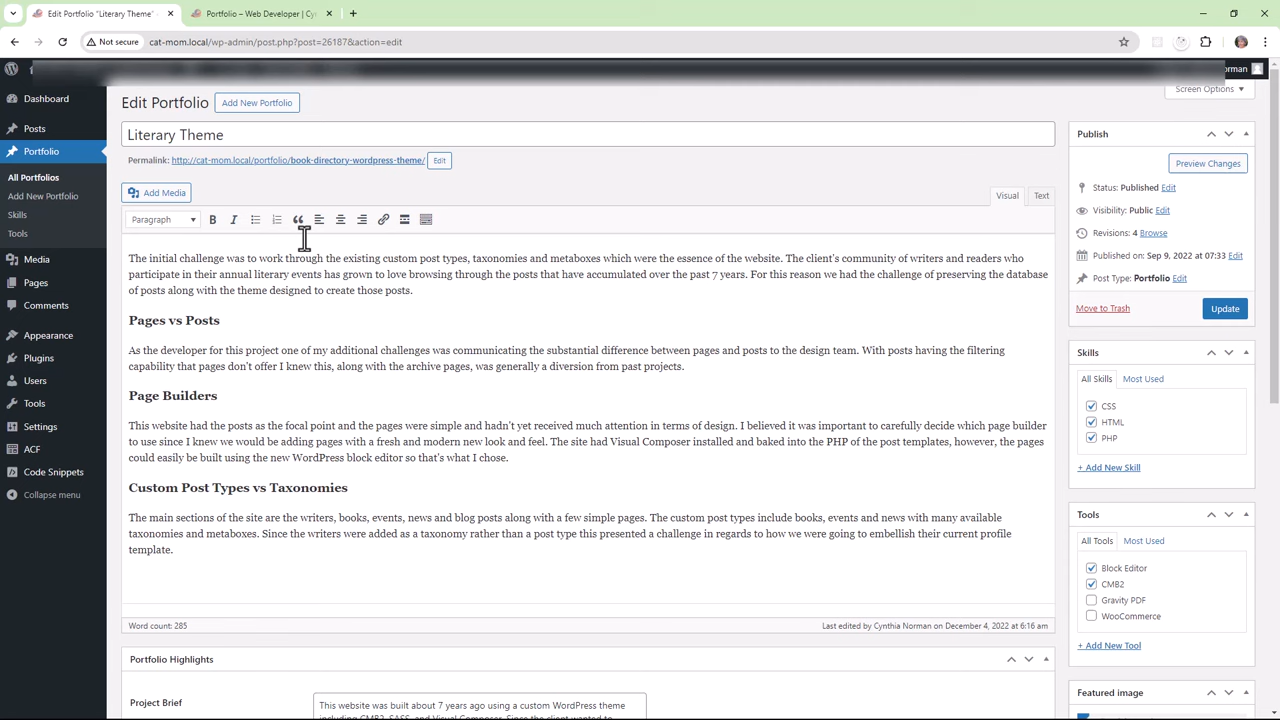 Edit Portfolio "Literary Theme"
Portfolio – Web Developer | Cy
Not secure
cat-mom.local/wp-admin/post.php?post=26187&action=edit
rman
Dashboard
Posts
Portfolio
All Portfolios
Add New Portfolio
Skills
Tools
Media
Pages
Comments
Appearance
Plugins
Users
Tools
Settings
ACF
Code Snippets
Collapse menu
Edit Portfolio
Add New Portfolio
Screen Options
Literary Theme
Permalink: http://cat-mom.local/portfolio/book-directory-wordpress-theme/ Edit
Add Media
Visual
Text
Paragraph
The initial challenge was to work through the existing custom post types, taxonomies and metaboxes which were the essence of the website. The client's community of writers and readers who
participate in their annual literary events has grown to love browsing through the posts that have accumulated over the past 7 years. For this reason we had the challenge of preserving the database
of posts along with the theme designed to create those posts.
Pages vs Posts
As the developer for this project one of my additional challenges was communicating the substantial difference between pages and posts to the design team. With posts having the filtering
capability that pages don't offer I knew this, along with the archive pages, was generally a diversion from past projects.
Page Builders
This website had the posts as the focal point and the pages were simple and hadn't yet received much attention in terms of design. I believed it was important to carefully decide which page builder
to use since I knew we would be adding pages with a fresh and modern new look and feel. The site had Visual Composer installed and baked into the PHP of the post templates, however, the pages
could easily be built using the new WordPress block editor so that's what I chose.
Custom Post Types vs Taxonomies
The main sections of the site are the writers, books, events, news and blog posts along with a few simple pages. The custom post types include books, events and news with many available
taxonomies and metaboxes. Since the writers were added as a taxonomy rather than a post type this presented a challenge in regards to how we were going to embellish their current profile
template.
Word count: 285
Last edited by Cynthia Norman on December 4, 2022 at 6:16 am
Portfolio Highlights
Project Brief
This website was built about 7 years ago using a custom WordPress theme
including CMB2, SASS, and Visual Composer. Since the client wanted to
Publish
Preview Changes
Status: Published Edit
Visibility: Public Edit
Revisions: 4 Browse
Published on: Sep 9, 2022 at 07:33 Edit
Post Type: Portfolio Edit
Move to Trash
Update
Skills
All Skills
Most Used
CSS
HTML
PHP
+ Add New Skill
Tools
All Tools
Most Used
Block Editor
CMB2
Gravity PDF
WooCommerce
+ Add New Tool
Featured image